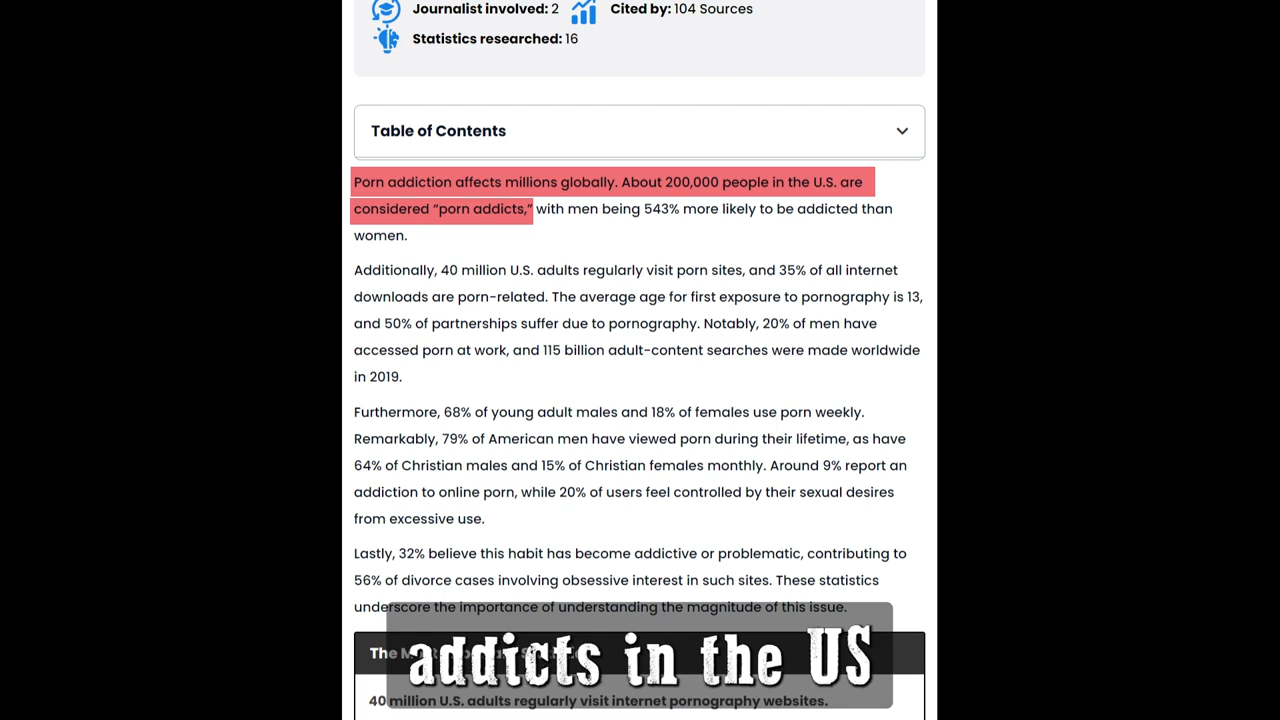 Journalist involved: 2 Cited by: 104 Sources
Statistics researched: 16
Table of Contents
Porn addiction affects millions globally. About 200,000 people in the U.S. are
considered “porn addicts,” with men being 543% more likely to be addicted than
women.
Additionally, 40 million U.S. adults regularly visit porn sites, and 35% of all internet
downloads are porn-related. The average age for first exposure to pornography is 13,
and 50% of partnerships suffer due to pornography. Notably, 20% of men have
accessed porn at work, and 115 billion adult-content searches were made worldwide
in 2019.
Furthermore, 68% of young adult males and 18% of females use porn weekly.
Remarkably, 79% of American men have viewed porn during their lifetime, as have
64% of Christian males and 15% of Christian females monthly. Around 9% report an
addiction to online porn, while 20% of users feel controlled by their sexual desires
from excessive use.
Lastly, 32% believe this habit has become addictive or problematic, contributing to
56% of divorce cases involving obsessive interest in such sites. These statistics
underscore the importance of understanding the magnitude of this issue.
The
addicts in the US
40 million U.S. adults regularly visit internet pornography websites.